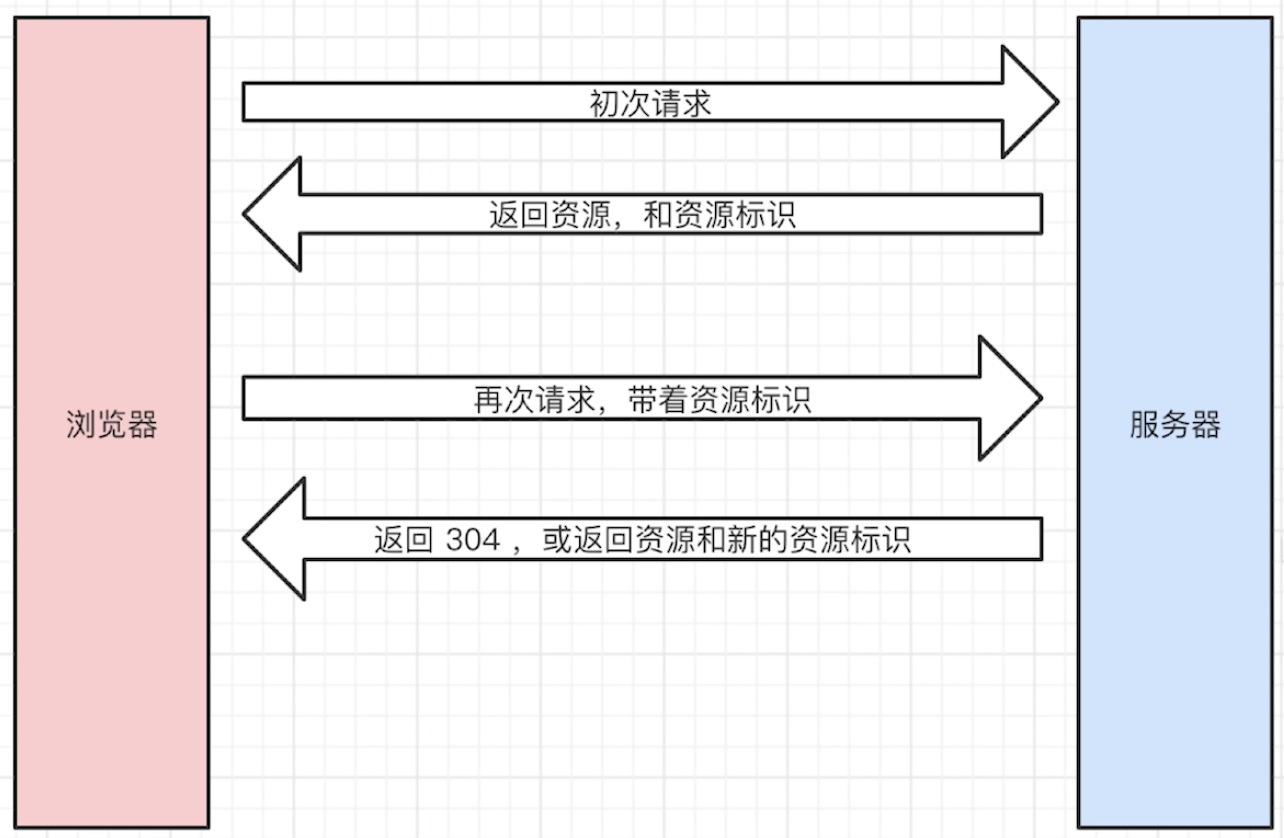 初次请求
返回资源，和资源标识
再次请求，带着资源标识
浏览器
服务器
返回 304 ，或返回资源和新的资源标识